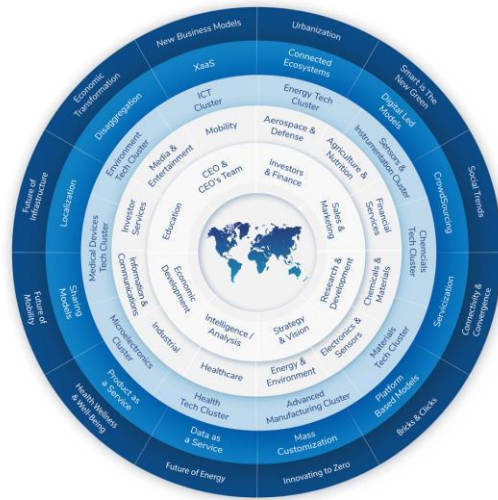 New Business Models
Urbanization
Smart is The
New Green
Social Trends
Connectivity &
Convergence
Bricks & Clicks
Innovating to Zero
Future of Energy
Health Wellness
& Well-Being
Future of
Mobility
Future of
Infrastructure
Economic
Transformation
XaaS
Connected
Ecosystems
Digital Led
Models
CrowdSourcing
Servicization
Platform
Based Models
Mass
Customization
Data as
a Service
Product as
a Service
Sharing
Models
Localization
Disaggregation
ICT
Cluster
Energy Tech
Cluster
Sensors &
Instrumentation Cluster
Chemcials
Tech Cluster
Materials
Tech Cluster
Advanced
Manufacturing Cluster
Health
Tech Cluster
Microelectronics
Cluster
Medical Devices
Tech Cluster
Environment
Tech Cluster
Mobility
Aerospace &
Defense
Agriculture &
Nutrition
Financial
Services
Chemicals &
Materials
Electronics &
Sensors
Energy &
Environment
Healthcare
Industrial
Information &
Communications
Investor
Services
Media &
Entertainment
CEO &
CEO's Team
Investors
& Finance
Sales &
Marketing
Research &
Development
Strategy
& Vision
Intelligence /
Analysis
Economic
Development
Education